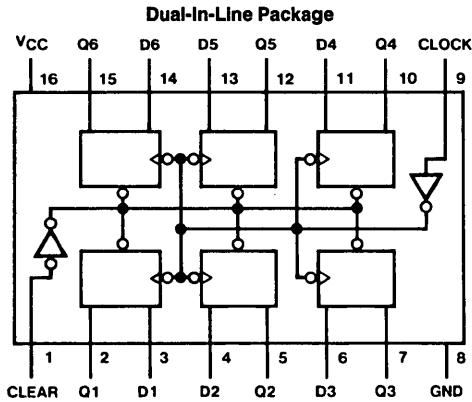 Dual-In-Line Package
VCC Q6 D6 D5 Q5 D4 Q4 CLOCK
16 15 14 13 12 11 10 9
1 2 3 4 5 6 7 8
CLEAR Q1 D1 D2 Q2 D3 Q3 GND